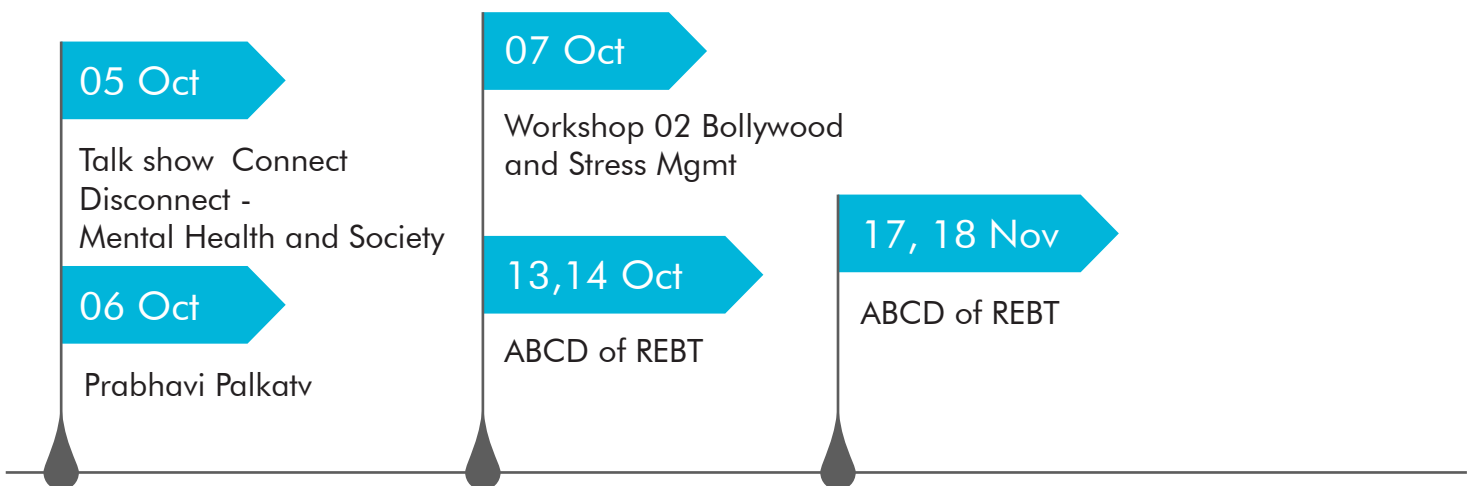 05 Oct
Talk show  Connect
Disconnect -
Mental Health and Society
06 Oct
Prabhavi Palkatv
07 Oct
Workshop 02 Bollywood
and Stress Mgmt
13,14 Oct
ABCD of REBT
17, 18 Nov
ABCD of REBT